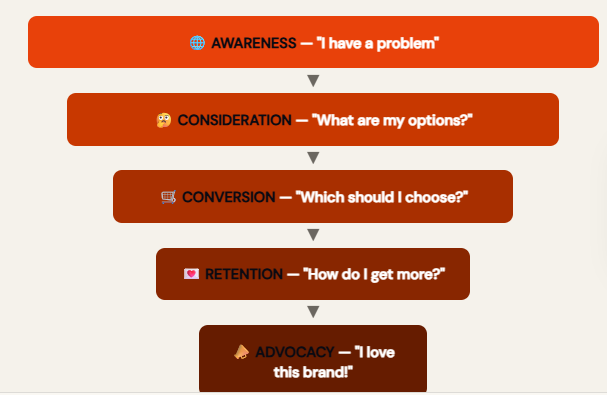 🌐 AWARENESS — "I have a problem"
🤔 CONSIDERATION — "What are my options?"
🛒 CONVERSION — "Which should I choose?"
💌 RETENTION — "How do I get more?"
📣 ADVOCACY — "I love
this brand!"